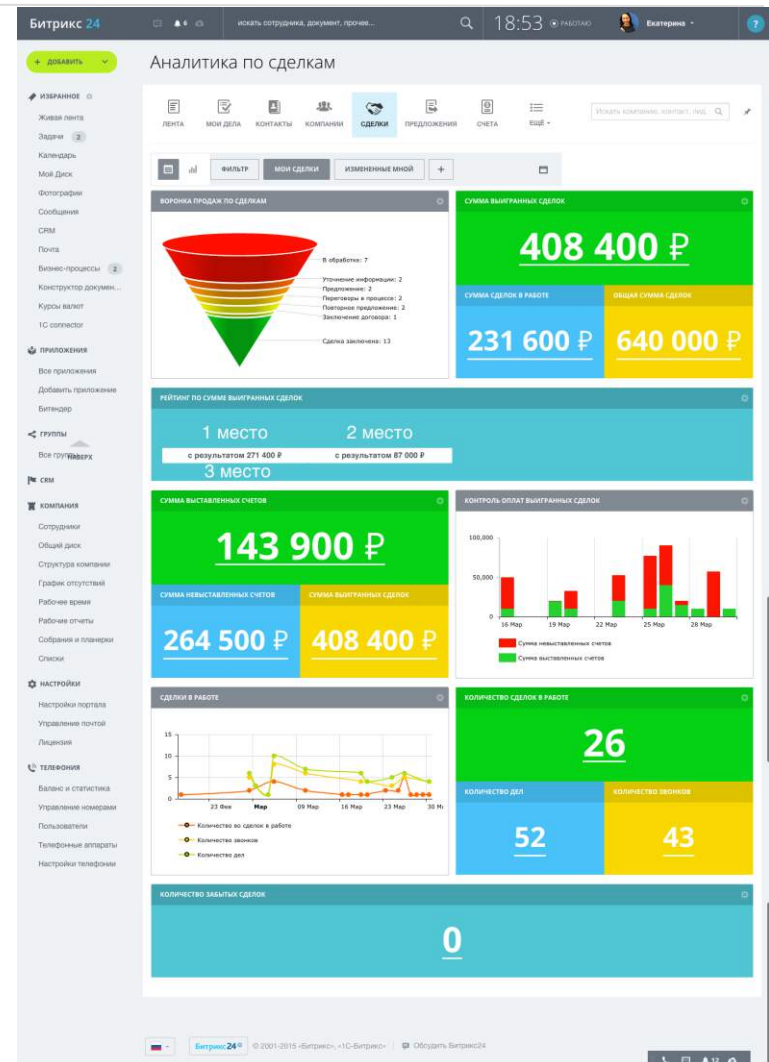 Битрикс 24
6
искать сотрудника, документ, прочее...
18:53 РАБОТАЮ
Екатерина
?
+ ДОБАВИТЬ
Аналитика по сделкам
ИЗБРАННОЕ
Живая лента
Задачи 2
Календарь
Мой Диск
Фотографии
Сообщения
CRM
Почта
Бизнес-процессы 2
Конструктор докумен...
Курсы валют
1C connector
ПРИЛОЖЕНИЯ
Все приложения
Добавить приложение
Битендер
ГРУППЫ
Все группы
НАВЕРХ
CRM
КОМПАНИЯ
Сотрудники
Общий диск
Структура компании
График отсутствий
Рабочее время
Рабочие отчеты
Собрания и планерки
Списки
НАСТРОЙКИ
Настройки портала
Управление почтой
Лицензия
ТЕЛЕФОНИЯ
Баланс и статистика
Управление номерами
Пользователи
Телефонные аппараты
Настройки телефонии
ЛЕНТА МОИ ДЕЛА КОНТАКТЫ КОМПАНИИ СДЕЛКИ ПРЕДЛОЖЕНИЯ СЧЕТА ЕЩЁ
Искать компанию, контакт, лид
ФИЛЬТР МОИ СДЕЛКИ ИЗМЕНЕННЫЕ МНОЙ +
ВОРОНКА ПРОДАЖ ПО СДЕЛКАМ
В обработке: 7
Уточнение информации: 2
Предложение: 2
Переговоры в процессе: 2
Повторное предложение: 2
Заключение договора: 1
Сделка заключена: 13
СУММА ВЫИГРАННЫХ СДЕЛОК
408 400 ₽
СУММА СДЕЛОК В РАБОТЕ
231 600 ₽
ОБЩАЯ СУММА СДЕЛОК
640 000 ₽
РЕЙТИНГ ПО СУММЕ ВЫИГРАННЫХ СДЕЛОК
1 место 2 место
с результатом 271 400 ₽ с результатом 87 000 ₽
3 место
СУММА ВЫСТАВЛЕННЫХ СЧЕТОВ
143 900 ₽
СУММА НЕВЫСТАВЛЕННЫХ СЧЕТОВ
264 500 ₽
СУММА ВЫИГРАННЫХ СДЕЛОК
408 400 ₽
КОНТРОЛЬ ОПЛАТ ВЫИГРАННЫХ СДЕЛОК
100,000
50,000
0
16 Мар 19 Мар 22 Мар 25 Мар 28 Мар
Сумма невыставленных счетов
Сумма выставленных счетов
СДЕЛКИ В РАБОТЕ
15
10
5
0
23 Фев Мар 09 Мар 16 Мар 23 Мар 30 М
Количество во сделок в работе
Количество звонков
Количество дел
КОЛИЧЕСТВО СДЕЛОК В РАБОТЕ
26
КОЛИЧЕСТВО ДЕЛ
52
КОЛИЧЕСТВО ЗВОНКОВ
43
КОЛИЧЕСТВО ЗАБЫТЫХ СДЕЛОК
0
Битрикс24 © 2001-2015 «Битрикс», «1С-Битрикс» Обсудить Битрикс24
12